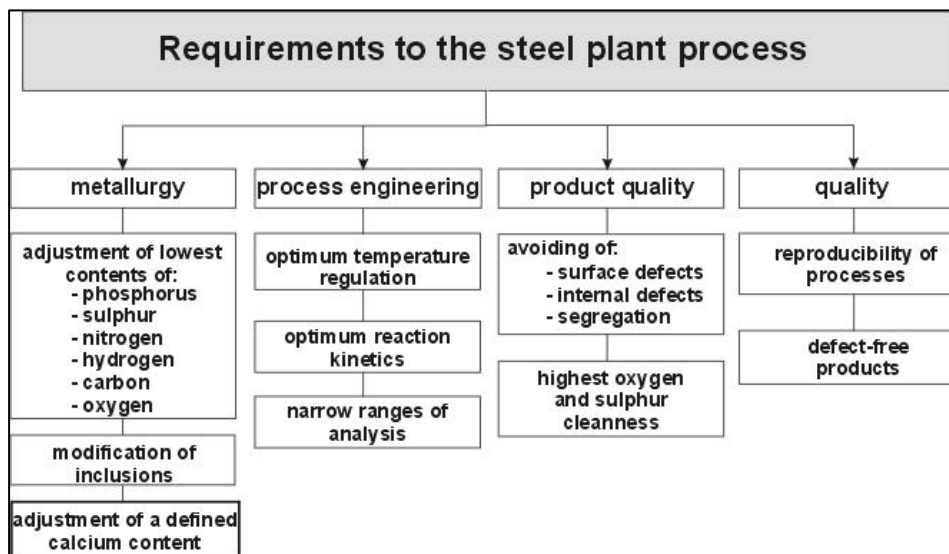 Requirements to the steel plant process
metallurgy
adjustment of lowest
contents of:
- phosphorus
- sulphur
- nitrogen
- hydrogen
- carbon
- oxygen
modification of
inclusions
adjustment of a defined
calcium content
process engineering
optimum temperature
regulation
optimum reaction
kinetics
narrow ranges of
analysis
product quality
avoiding of:
- surface defects
- internal defects
- segregation
highest oxygen
and sulphur
cleanness
quality
reproducibility of
processes
defect-free
products